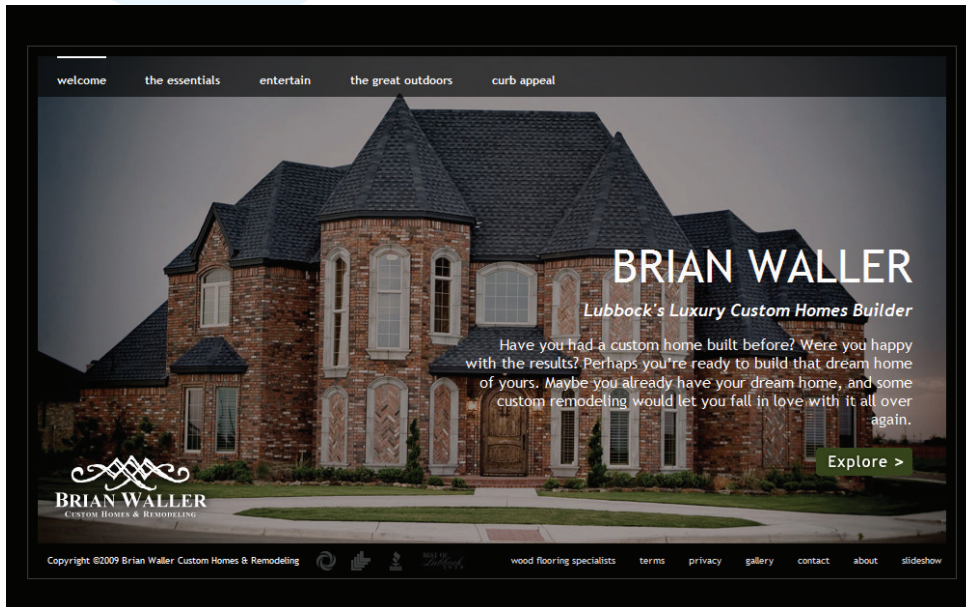 welcome the essentials entertain the great outdoors curb appeal
BRIAN WALLER
Lubbock's Luxury Custom Homes Builder
Have you had a custom home built before? Were you happy
with the results? Perhaps you're ready to build that dream home
of yours. Maybe you already have your dream home, and some
custom remodeling would let you fall in love with it all over
again.
Explore >
BRIAN WALLER
CUSTOM HOMES & REMODELING
Copyright ©2009 Brian Waller Custom Homes & Remodeling
BEST OF
Lubbock
wood flooring specialists terms privacy gallery contact about slideshow